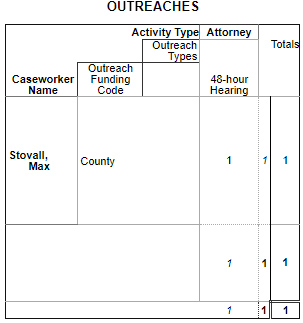 OUTREACHES
Activity Type Attorney
Outreach Types Totals
Caseworker Name Outreach Funding Code 48-hour Hearing
Stovall, Max County 1 1 1
1 1 1
1 1 1